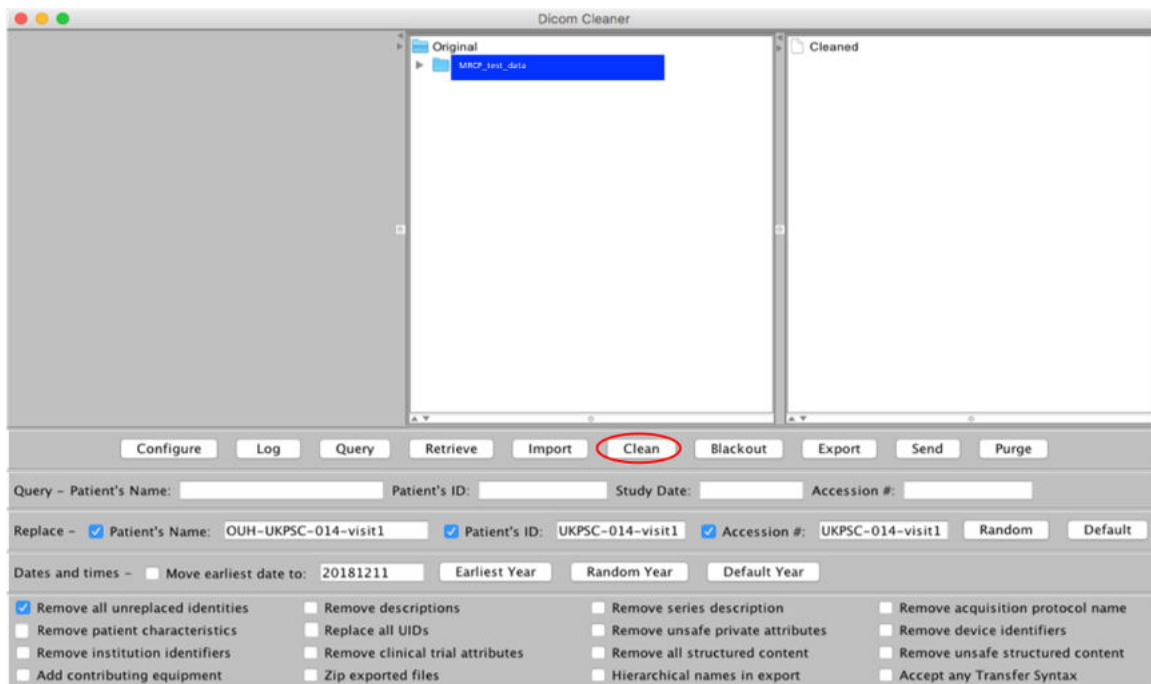 Dicom Cleaner
Original
MRCP_test_data
Cleaned
Configure Log Query Retrieve Import Clean Blackout Export Send Purge
Query - Patient's Name: Patient's ID: Study Date: Accession #:
Replace - Patient's Name: OUH-UKPSC-014-visit1 Patient's ID: UKPSC-014-visit1 Accession #: UKPSC-014-visit1 Random Default
Dates and times - Move earliest date to: 20181211 Earliest Year Random Year Default Year
Remove all unreplaced identities Remove descriptions Remove series description Remove acquisition protocol name
Remove patient characteristics Replace all UIDs Remove unsafe private attributes Remove device identifiers
Remove institution identifiers Remove clinical trial attributes Remove all structured content Remove unsafe structured content
Add contributing equipment Zip exported files Hierarchical names in export Accept any Transfer Syntax